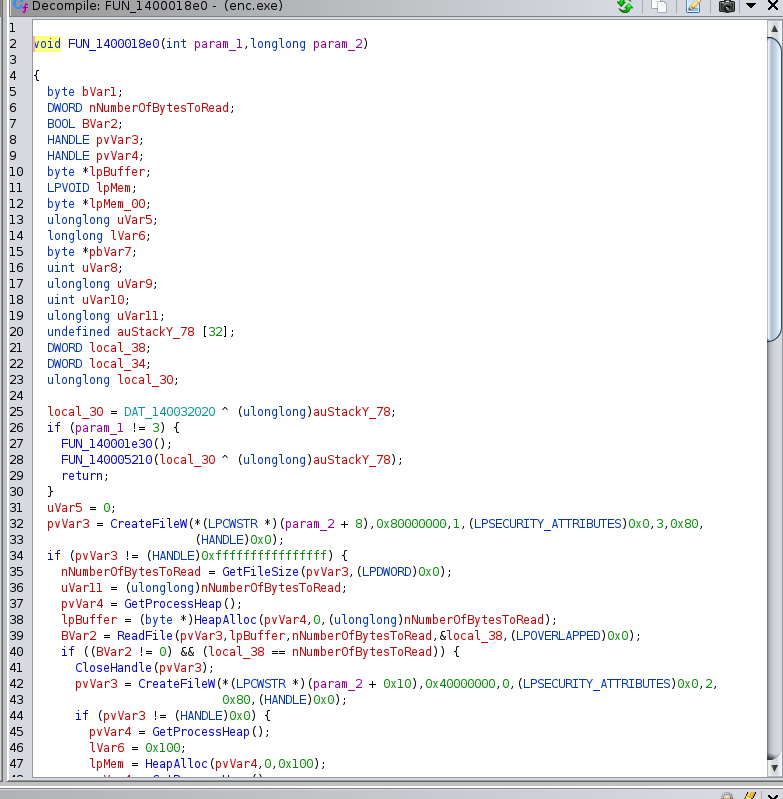 Decompile: FUN_1400018e0 - (enc.exe)
1
2 void FUN_1400018e0(int param_1,longlong param_2)
3
4 {
5 byte bVar1;
6 DWORD nNumberOfBytesToRead;
7 BOOL BVar2;
8 HANDLE pvVar3;
9 HANDLE pvVar4;
10 byte *lpBuffer;
11 LPVOID lpMem;
12 byte *lpMem_00;
13 ulonglong uVar5;
14 longlong lVar6;
15 byte *pbVar7;
16 uint uVar8;
17 ulonglong uVar9;
18 uint uVar10;
19 ulonglong uVar11;
20 undefined auStackY_78 [32];
21 DWORD local_38;
22 DWORD local_34;
23 ulonglong local_30;
24
25 local_30 = DAT_140032020 ^ (ulonglong)auStackY_78;
26 if (param_1 != 3) {
27 FUN_140001e30();
28 FUN_140005210(local_30 ^ (ulonglong)auStackY_78);
29 return;
30 }
31 uVar5 = 0;
32 pvVar3 = CreateFileW(*(LPCWSTR *)(param_2 + 8),0x80000000,1,(LPSECURITY_ATTRIBUTES)0x0,3,0x80,
33 (HANDLE)0x0);
34 if (pvVar3 != (HANDLE)0xffffffffffffffff) {
35 nNumberOfBytesToRead = GetFileSize(pvVar3,(LPDWORD)0x0);
36 uVar11 = (ulonglong)nNumberOfBytesToRead;
37 pvVar4 = GetProcessHeap();
38 lpBuffer = (byte *)HeapAlloc(pvVar4,0,(ulonglong)nNumberOfBytesToRead);
39 BVar2 = ReadFile(pvVar3,lpBuffer,nNumberOfBytesToRead,&local_38,(LPOVERLAPPED)0x0);
40 if ((BVar2 != 0) && (local_38 == nNumberOfBytesToRead)) {
41 CloseHandle(pvVar3);
42 pvVar3 = CreateFileW(*(LPCWSTR *)(param_2 + 0x10),0x40000000,0,(LPSECURITY_ATTRIBUTES)0x0,2,
43 0x80,(HANDLE)0x0);
44 if (pvVar3 != (HANDLE)0x0) {
45 pvVar4 = GetProcessHeap();
46 lVar6 = 0x100;
47 lpMem = HeapAlloc(pvVar4,0,0x100);